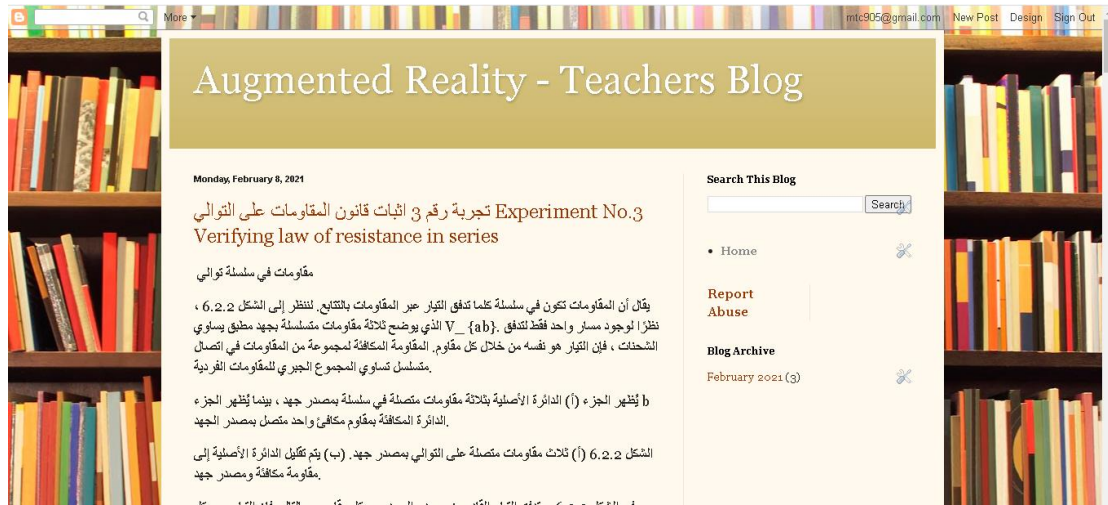 More
mtc905@gmail.com New Post Design Sign Out
Augmented Reality - Teachers Blog
Monday, February 8, 2021
تجربة رقم 3 اثبات قانون المقاومات على التوالي Experiment No.3
Verifying law of resistance in series
مقاومات في سلسلة توالي
يقال أن المقاومات تكون في سلسلة كلما تدفق التيار عبر المقاومات بالتتابع. لننظر إلى الشكل 6.2.2 ،
الذي يوضح ثلاثة مقاومات متسلسلة بجهد مطبق يساوي V_ {ab}. نظرًا لوجود مسار واحد فقط لتدفق
الشحنات ، فإن التيار هو نفسه من خلال كل مقاوم. المقاومة المكافئة لمجموعة من المقاومات في اتصال
متسلسل تساوي المجموع الجبري للمقاومات الفردية.
يُظهر الجزء (أ) الدائرة الأصلية بثلاثة مقاومات متصلة في سلسلة بمصدر جهد ، بينما يُظهر الجزء b
الدائرة المكافئة بمقاوم مكافئ واحد متصل بمصدر الجهد.
الشكل 6.2.2 (أ) ثلاث مقاومات متصلة على التوالي بمصدر جهد. (ب) يتم تقليل الدائرة الأصلية إلى
مقاومة مكافئة ومصدر جهد.
Search This Blog
Search
Home
Report
Abuse
Blog Archive
February 2021 (3)